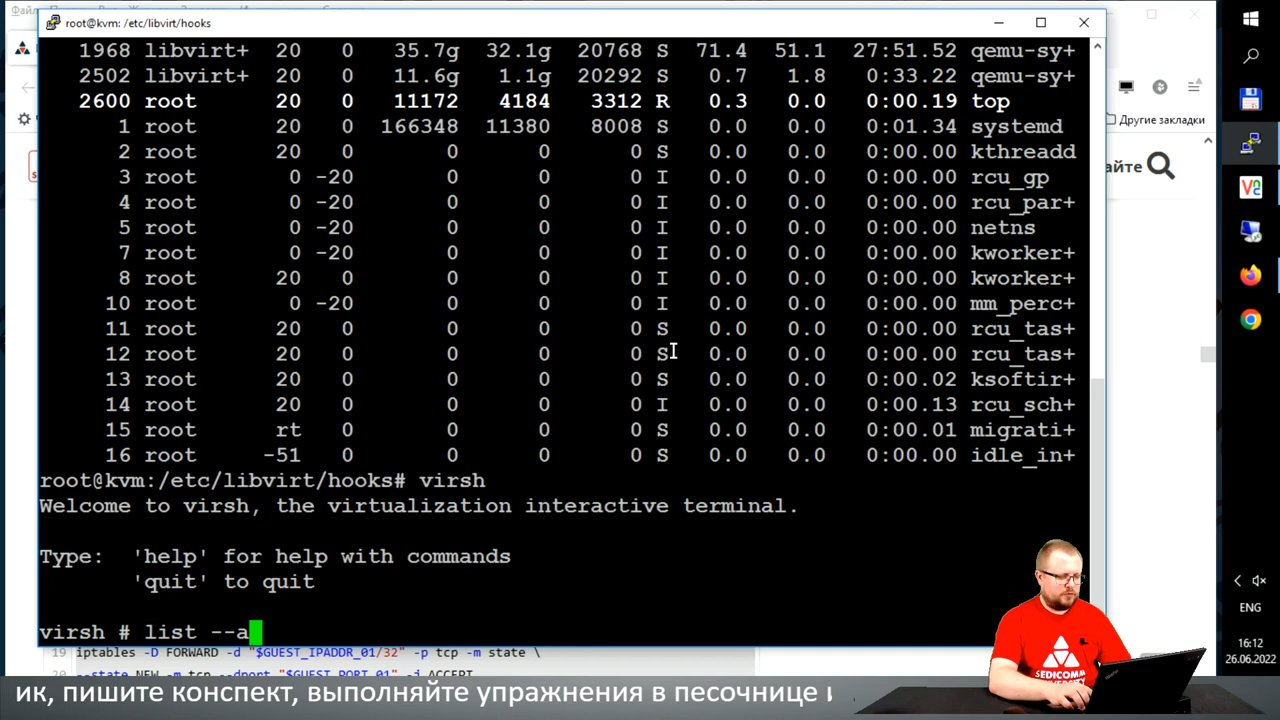 root@kvm: /etc/libvirt/hooks
1968 libvirt+ 20 0 35.7g 32.1g 20768 S 71.4 51.1 27:51.52 qemu-sy+
2502 libvirt+ 20 0 11.6g 1.1g 20292 S 0.7 1.8 0:33.22 qemu-sy+
2600 root 20 0 11172 4184 3312 R 0.3 0.0 0:00.19 top
1 root 20 0 166348 11380 8008 S 0.0 0.0 0:01.34 systemd
2 root 20 0 0 0 0 S 0.0 0.0 0:00.00 kthreadd
3 root 0 -20 0 0 0 I 0.0 0.0 0:00.00 rcu_gp
4 root 0 -20 0 0 0 I 0.0 0.0 0:00.00 rcu_par+
5 root 0 -20 0 0 0 I 0.0 0.0 0:00.00 netns
7 root 0 -20 0 0 0 I 0.0 0.0 0:00.00 kworker+
8 root 20 0 0 0 0 I 0.0 0.0 0:00.00 kworker+
10 root 0 -20 0 0 0 I 0.0 0.0 0:00.00 mm_perc+
11 root 20 0 0 0 0 S 0.0 0.0 0:00.00 rcu_tas+
12 root 20 0 0 0 0 S 0.0 0.0 0:00.00 rcu_tas+
13 root 20 0 0 0 0 S 0.0 0.0 0:00.02 ksoftir+
14 root 20 0 0 0 0 I 0.0 0.0 0:00.13 rcu_sch+
15 root rt 0 0 0 0 S 0.0 0.0 0:00.01 migrati+
16 root -51 0 0 0 0 S 0.0 0.0 0:00.00 idle_in+
root@kvm:/etc/libvirt/hooks# virsh
Welcome to virsh, the virtualization interactive terminal.
Type: 'help' for help with commands
'quit' to quit
virsh # list --a
Другие закладки
айте
19 iptables -D FORWARD -d "$GUEST_IPADDR_01/32" -p tcp -m state \
20 --state NEW -m tcp --dport "$GUEST_PORT_01" -j ACCEPT
ENG
16:12
26.06.2022
SEDICOMM
UNIVERSITY
ик, пишите конспект, выполняйте упражнения в песочнице и